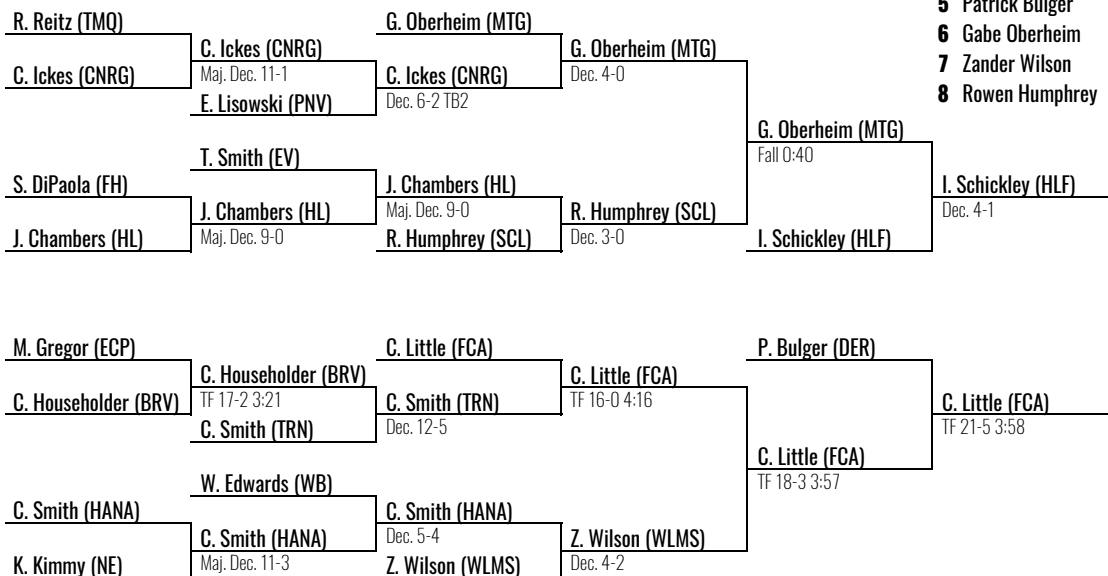 5 Patrick Bulger
6 Gabe Oberheim
7 Zander Wilson
8 Rowen Humphrey
R. Reitz (TMQ)
C. Ickes (CNRG)
C. Ickes (CNRG)
Maj. Dec. 11-1
E. Lisowski (PNV)
G. Oberheim (MTG)
C. Ickes (CNRG)
Dec. 6-2 TB2
G. Oberheim (MTG)
Dec. 4-0
T. Smith (EV)
S. DiPaola (FH)
J. Chambers (HL)
J. Chambers (HL)
Maj. Dec. 9-0
J. Chambers (HL)
Maj. Dec. 9-0
R. Humphrey (SCL)
R. Humphrey (SCL)
Dec. 3-0
G. Oberheim (MTG)
Fall 0:40
I. Schickley (HLF)
I. Schickley (HLF)
Dec. 4-1
M. Gregor (ECP)
C. Householder (BRV)
C. Householder (BRV)
TF 17-2 3:21
C. Smith (TRN)
C. Little (FCA)
C. Smith (TRN)
Dec. 12-5
C. Little (FCA)
TF 16-0 4:16
W. Edwards (WB)
C. Smith (HANA)
K. Kimmy (NE)
C. Smith (HANA)
Maj. Dec. 11-3
C. Smith (HANA)
Dec. 5-4
Z. Wilson (WLMS)
Z. Wilson (WLMS)
Dec. 4-2
P. Bulger (DER)
C. Little (FCA)
TF 18-3 3:57
C. Little (FCA)
TF 21-5 3:58